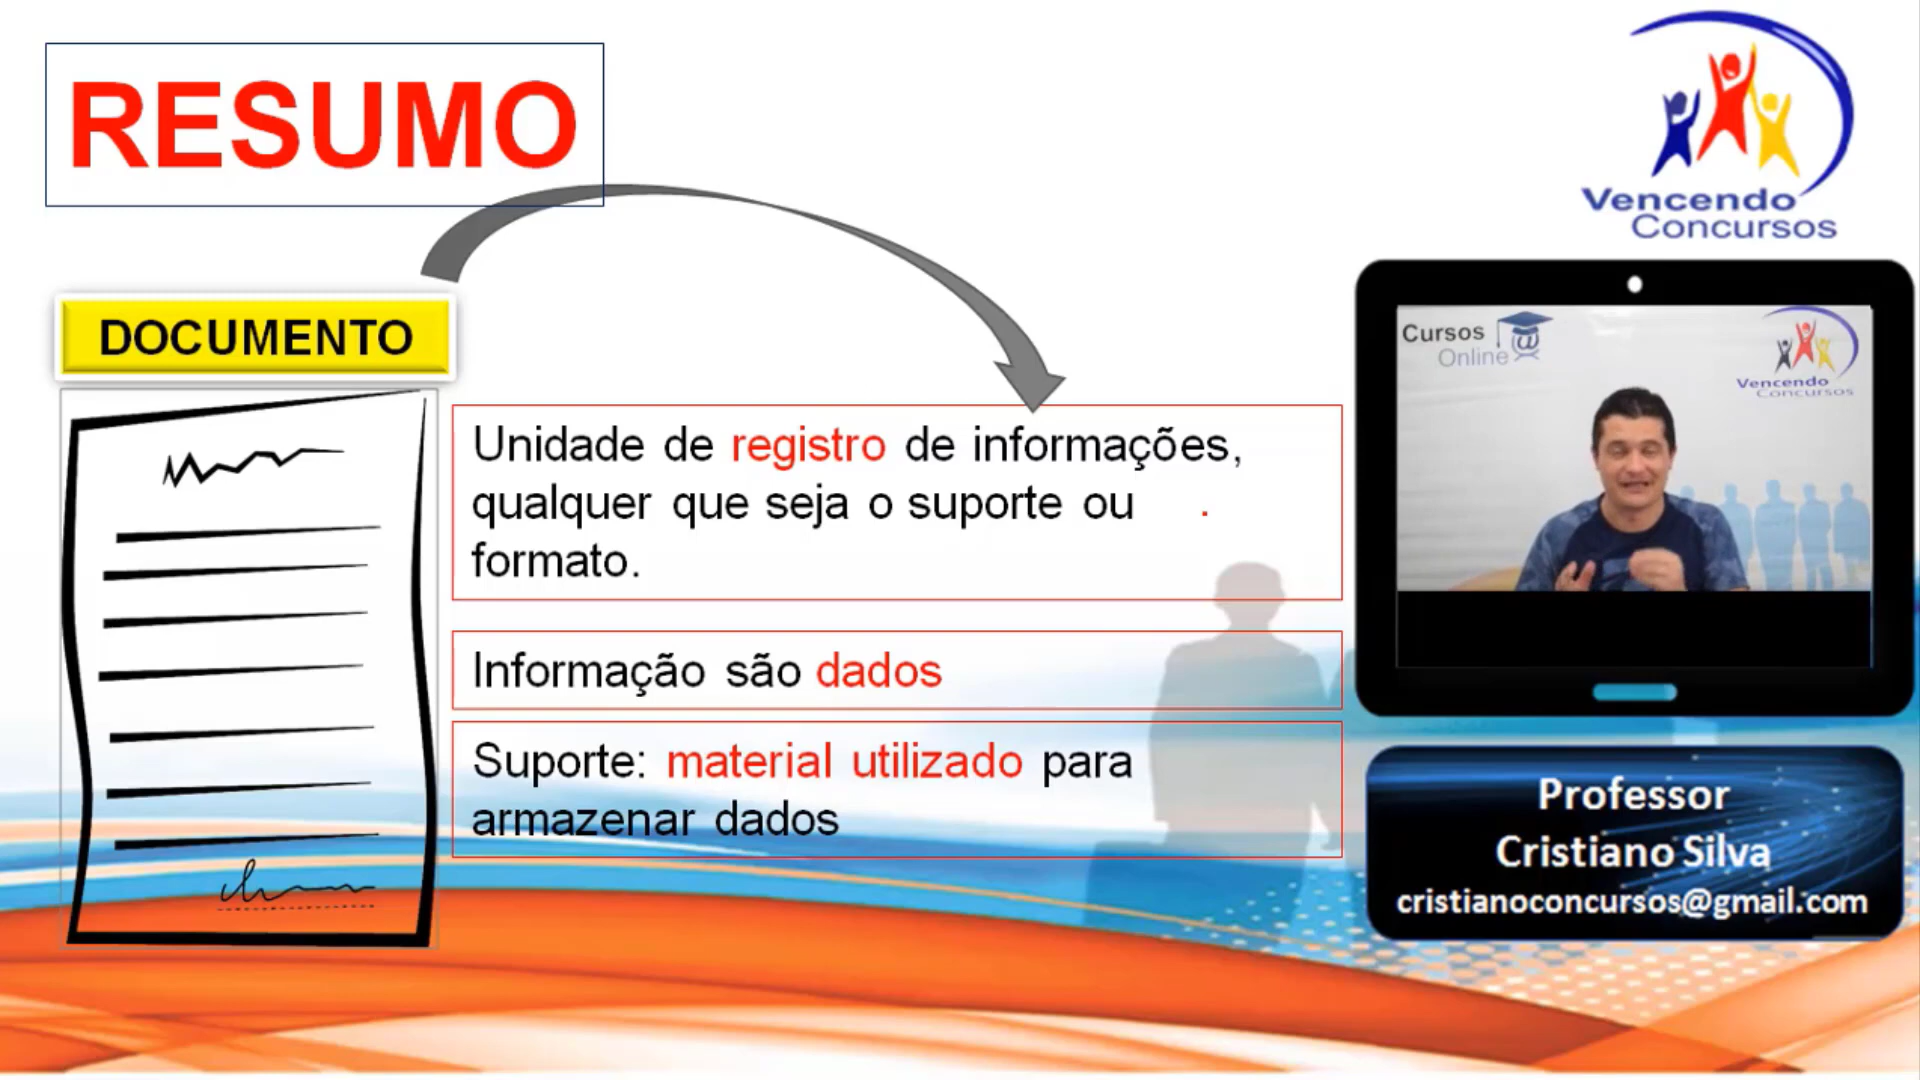 RESUMO
Vencendo
Concursos
DOCUMENTO
Unidade de registro de informações,
qualquer que seja o suporte ou
formato.
Informação são dados
Suporte: material utilizado para
armazenar dados
Cursos
Online
Vencendo
Concursos
Professor
Cristiano Silva
cristianoconcursos@gmail.com